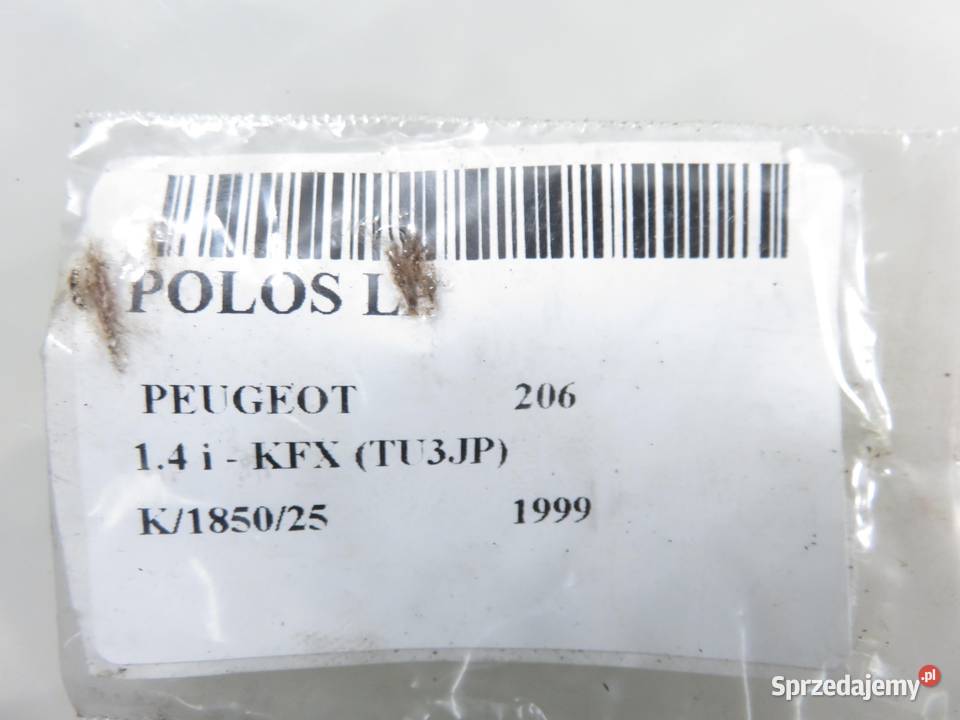 POLOS
PEUGEOT 206
1.4 i - KFX (TU3JP)
K/1850/25 1999
Sprzedajemy.pl